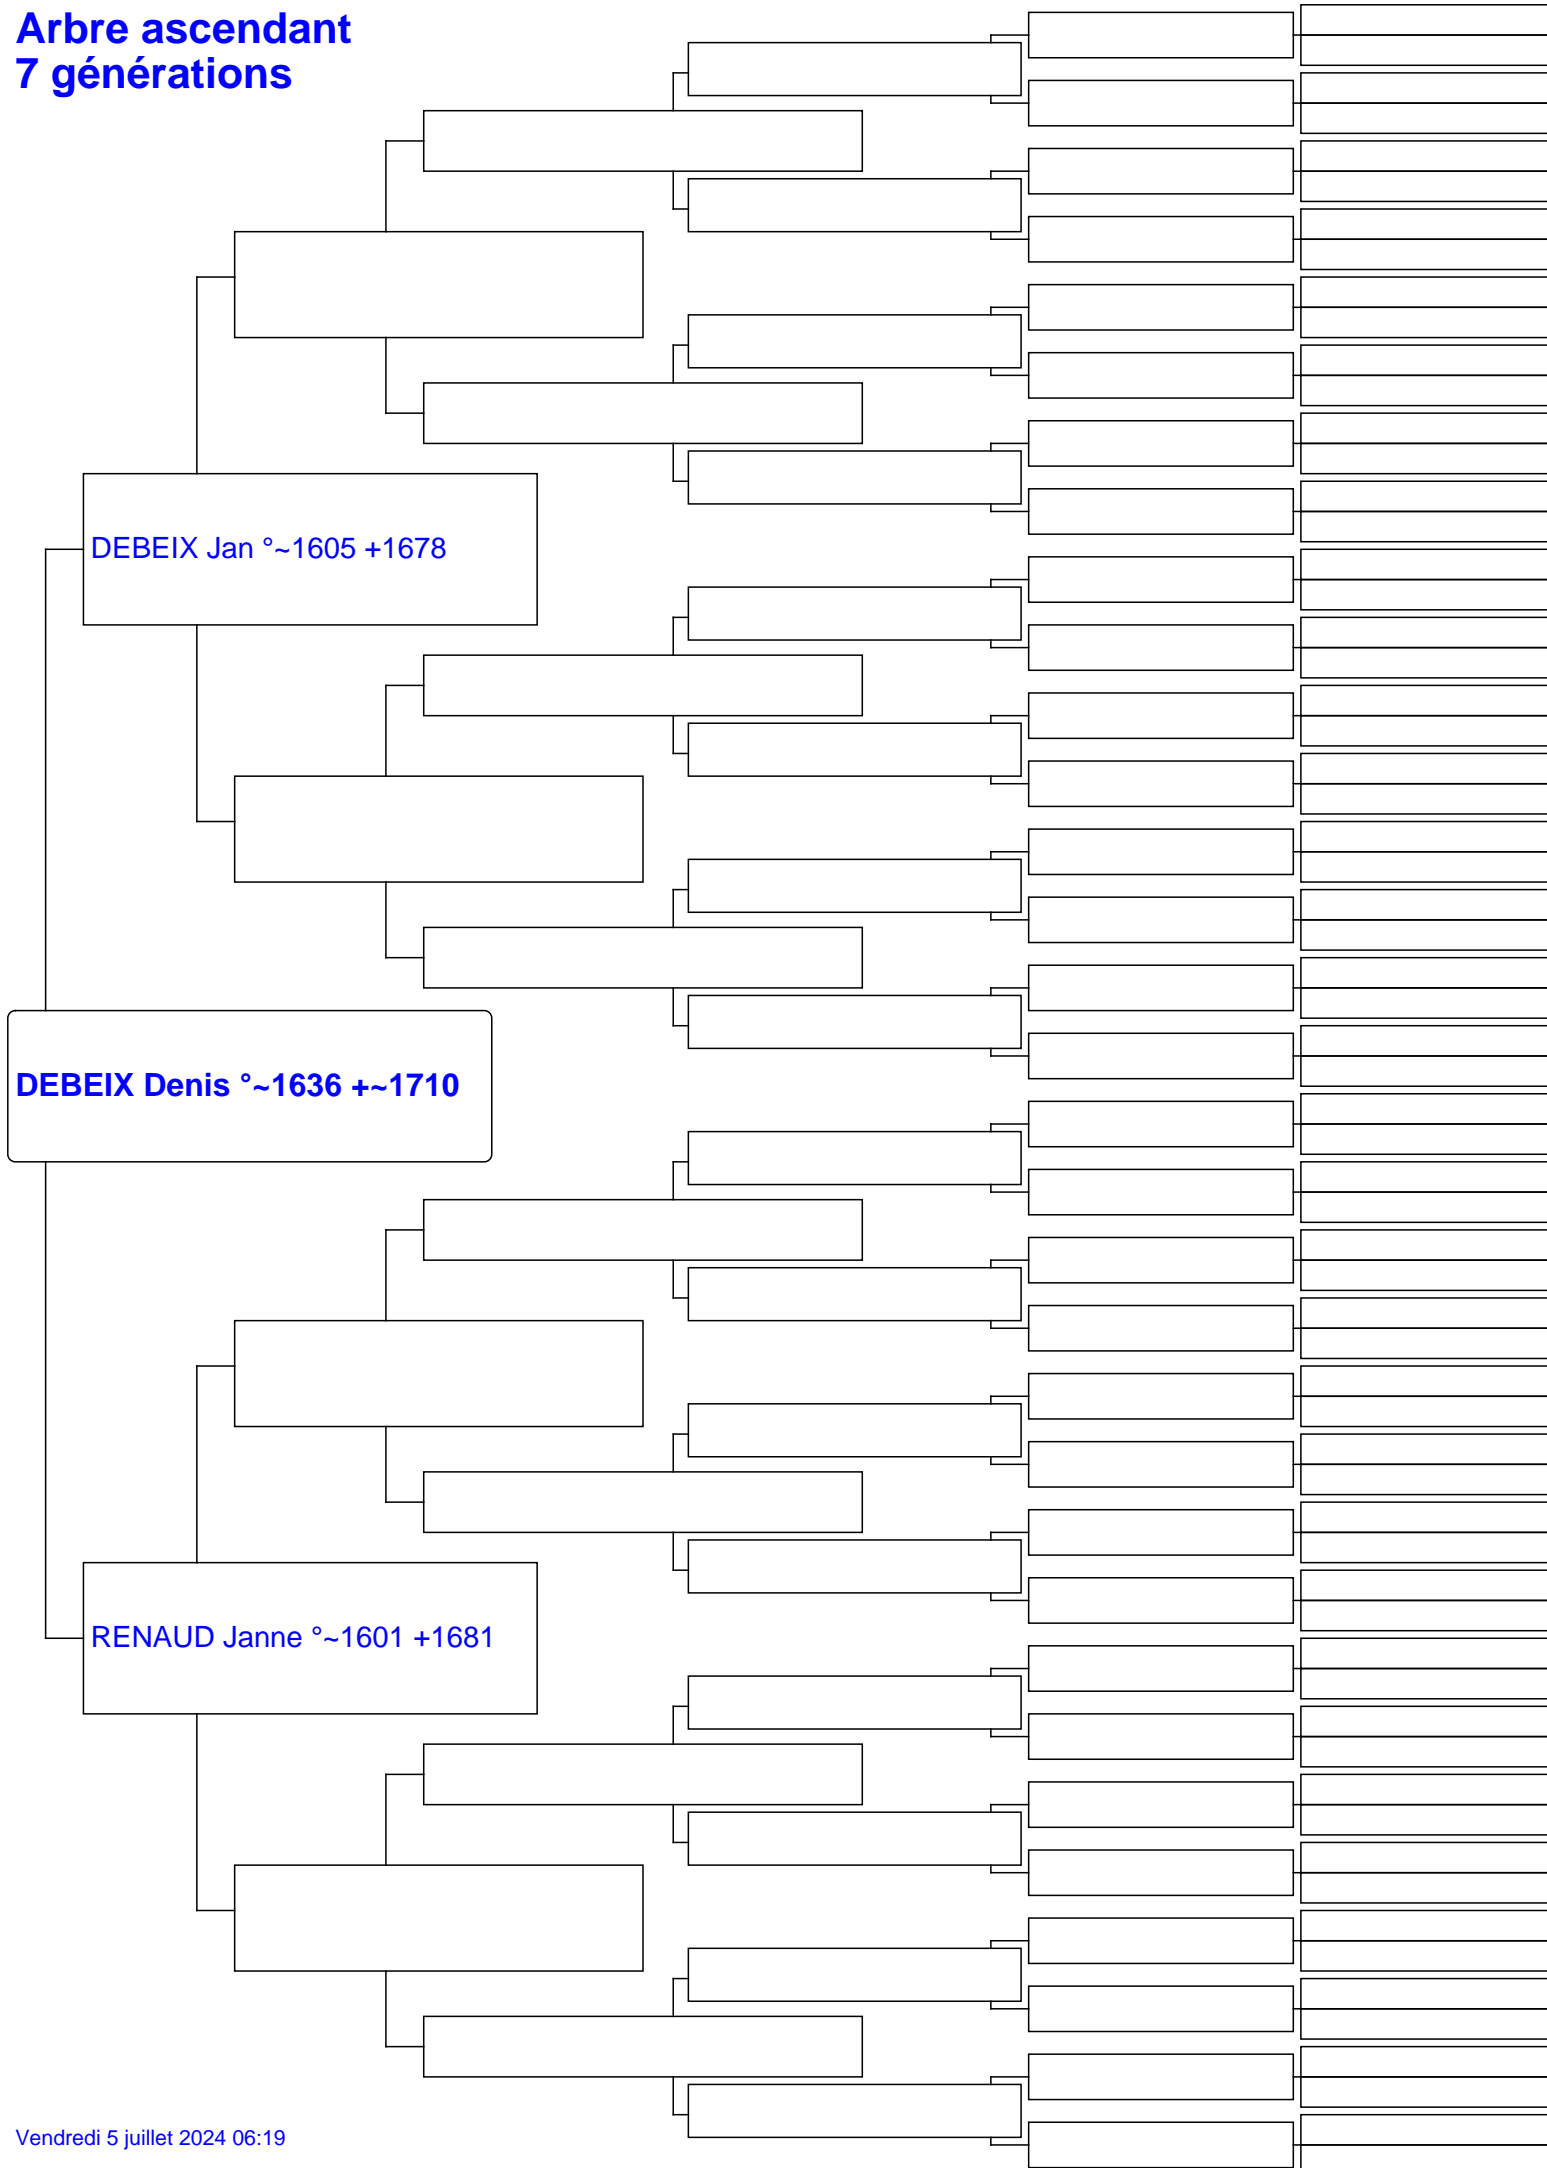 Arbre ascendant
7 générations
DEBEIX Jan °~1605 +1678
DEBEIX Denis °~1636 +~1710
RENAUD Janne °~1601 +1681
Vendredi 5 juillet 2024 06:19